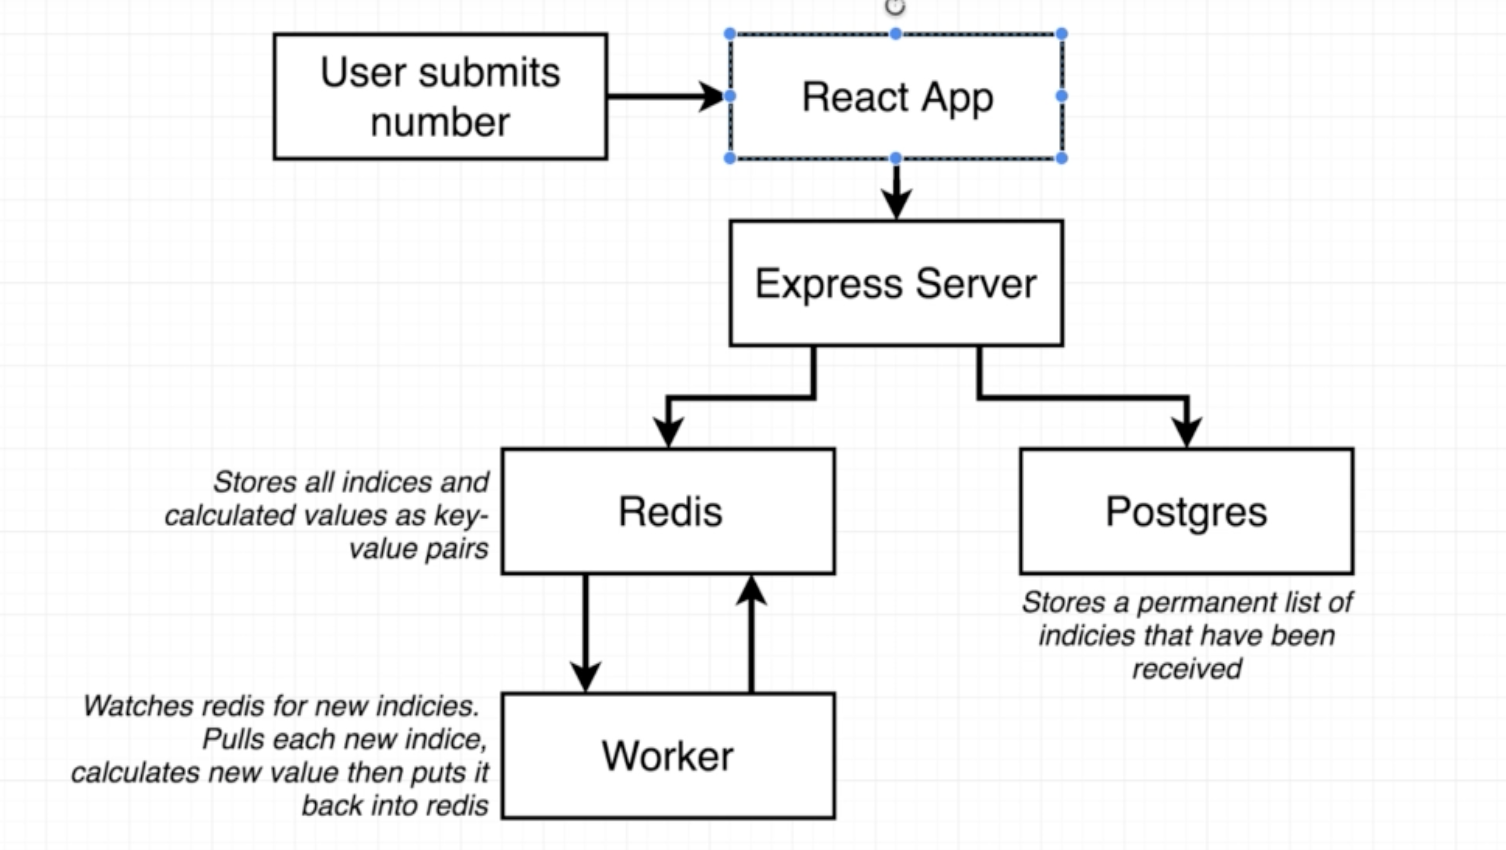 User submits
number
React App
Express Server
Stores all indices and
calculated values as key-
value pairs
Redis
Postgres
Stores a permanent list of
indicies that have been
received
Watches redis for new indicies.
Pulls each new indice,
calculates new value then puts it
back into redis
Worker